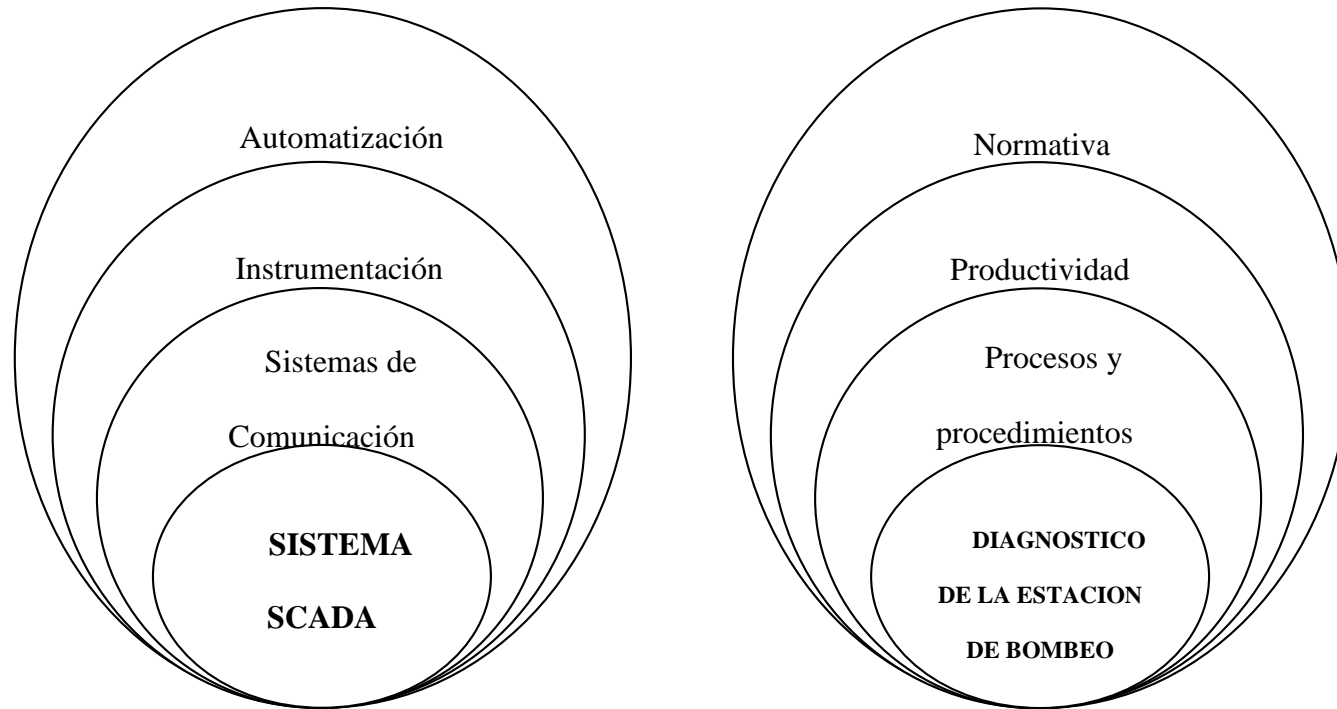 Automatización
Instrumentación
Sistemas de
Comunicación
SISTEMA
SCADA
Normativa
Productividad
Procesos y
procedimientos
DIAGNOSTICO
DE LA ESTACION
DE BOMBEO